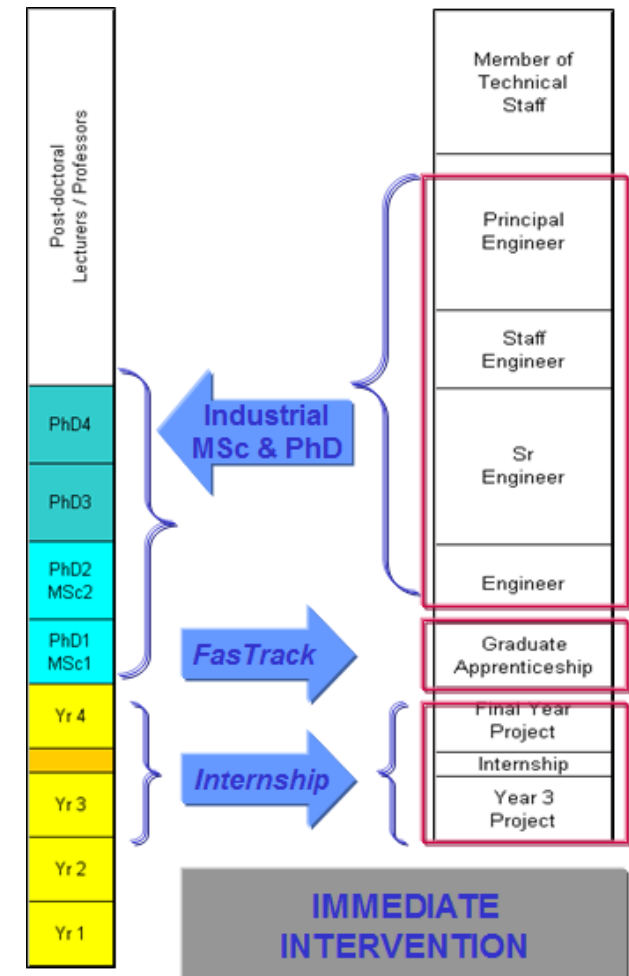 Post-doctoral
Lecturers / Professors
PhD4
PhD3
PhD2
MSc2
PhD1
MSc1
Yr 4
Yr 3
Yr 2
Yr 1
Industrial
MSc & PhD
FasTrack
Internship
Member of
Technical
Staff
Principal
Engineer
Staff
Engineer
Sr
Engineer
Engineer
Graduate
Apprenticeship
Final Year
Project
Internship
Year 3
Project
IMMEDIATE
INTERVENTION